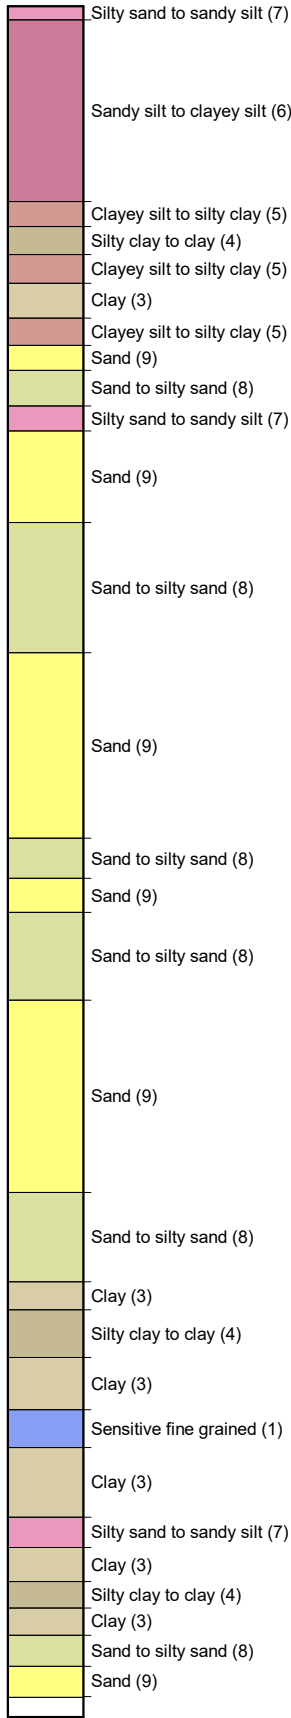 Silty sand to sandy silt (7)
Sandy silt to clayey silt (6)
Clayey silt to silty clay (5)
Silty clay to clay (4)
Clayey silt to silty clay (5)
Clay (3)
Clayey silt to silty clay (5)
Sand (9)
Sand to silty sand (8)
Silty sand to sandy silt (7)
Sand (9)
Sand to silty sand (8)
Sand (9)
Sand to silty sand (8)
Sand (9)
Sand to silty sand (8)
Sand (9)
Sand to silty sand (8)
Clay (3)
Silty clay to clay (4)
Clay (3)
Sensitive fine grained (1)
Clay (3)
Silty sand to sandy silt (7)
Clay (3)
Silty clay to clay (4)
Clay (3)
Sand to silty sand (8)
Sand (9)